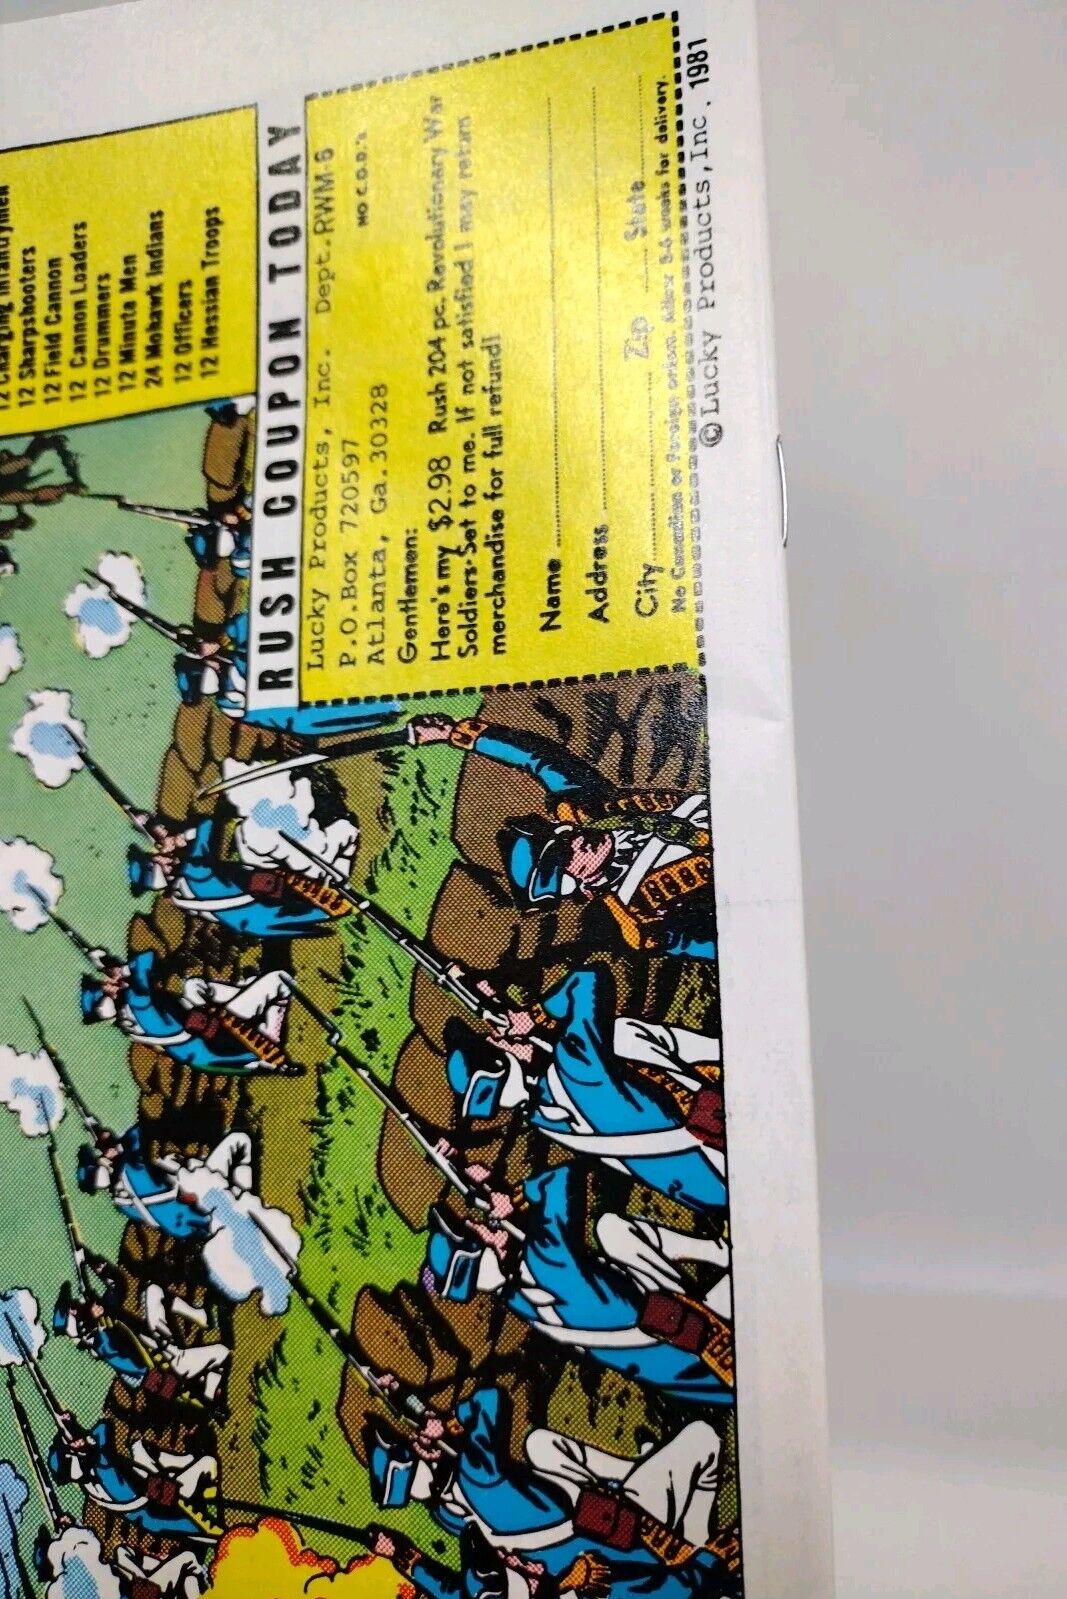 12 Charging Infantrymen
12 Sharpshooters
12 Field Cannon
12 Cannon Loaders
12 Drummers
12 Minute Men
24 Mohawk Indians
12 Officers
12 Hessian Troops
RUSH COUPON TODAY
Lucky Products, Inc. Dept.RWM-6
P.O.Box 720597
Atlanta, Ga.30328
NO C.O.D.'s
Gentlemen:
Here's my $2.98 Rush 204 pc. Revolutionary War
Soldiers Set to me. If not satisfied I may return
merchandise for full refund!
Name
Address
City Zip State
No Canadian or Foreign orders. Allow weeks for delivery.
©Lucky Products,Inc. 1981